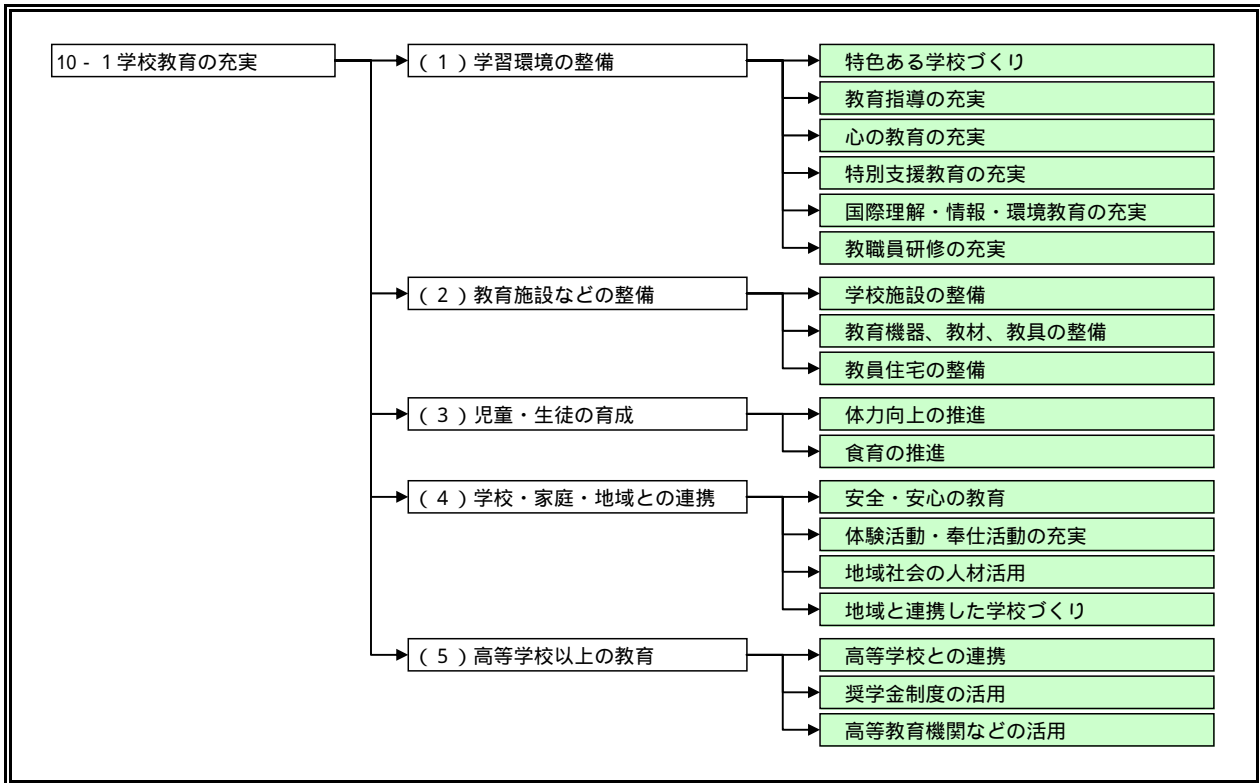 10‐1学校教育の充実
（1）学習環境の整備
特色ある学校づくり
教育指導の充実
心の教育の充実
特別支援教育の充実
国際理解・情報・環境教育の充実
教職員研修の充実
（2）教育施設などの整備
学校施設の整備
教育機器、教材、教具の整備
教員住宅の整備
（3）児童・生徒の育成
体力向上の推進
食育の推進
（4）学校・家庭・地域との連携
安全・安心の教育
体験活動・奉仕活動の充実
地域社会の人材活用
地域と連携した学校づくり
（5）高等学校以上の教育
高等学校との連携
奨学金制度の活用
高等教育機関などの活用